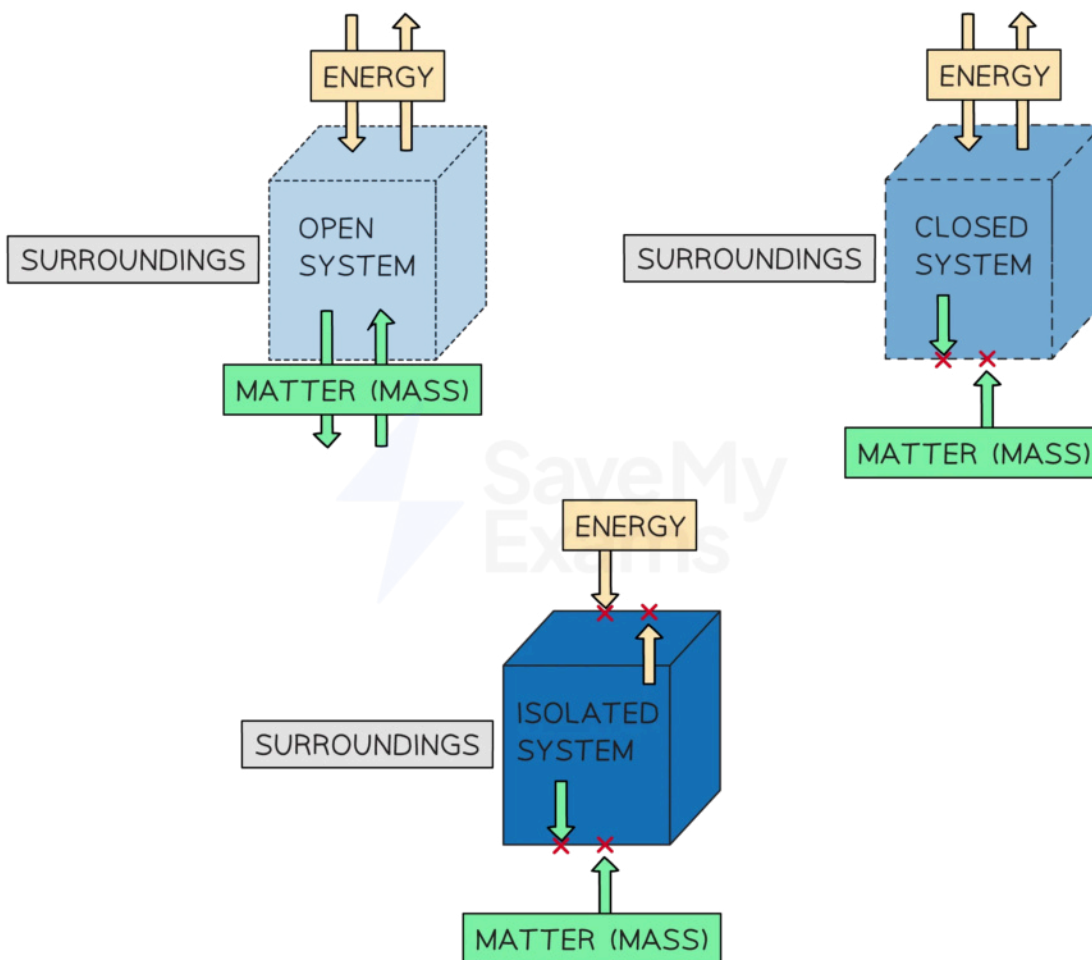 ENERGY
ENERGY
OPEN
SYSTEM
SURROUNDINGS
CLOSED
SYSTEM
SURROUNDINGS
MATTER (MASS)
MATTER (MASS)
SaveMy
Exams
ENERGY
ISOLATED
SYSTEM
SURROUNDINGS
MATTER (MASS)